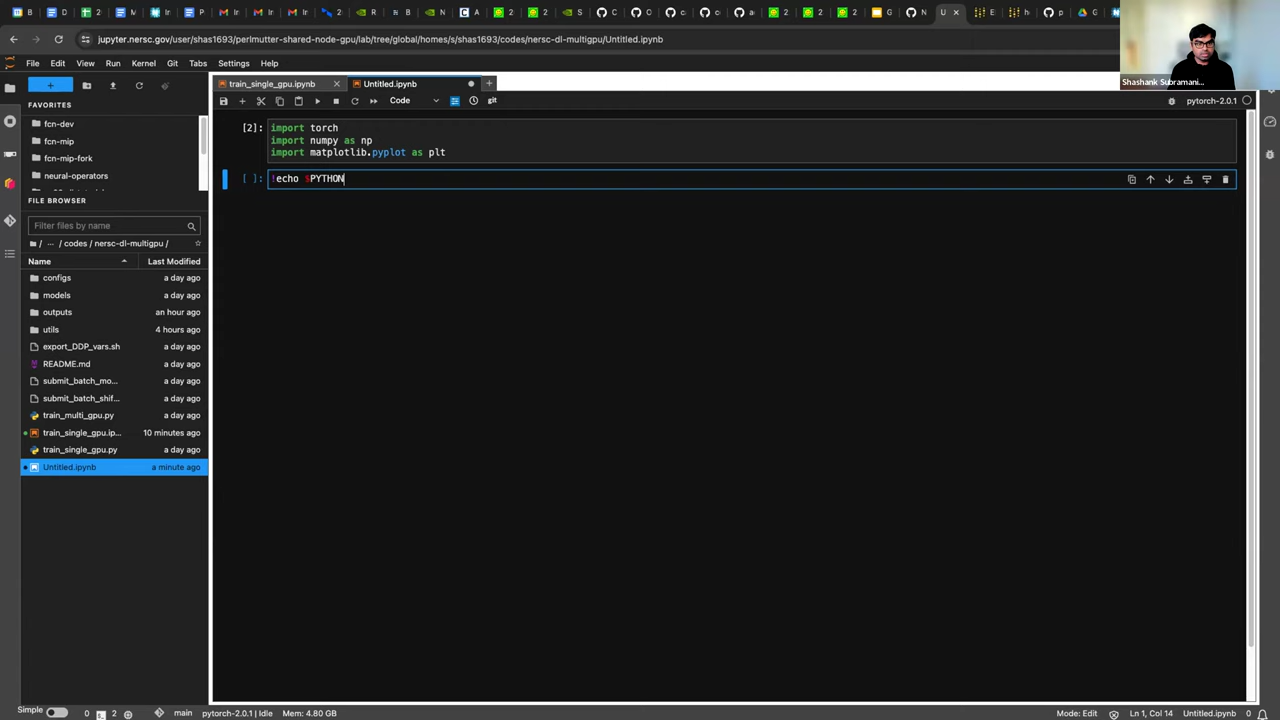 jupyter.nersc.gov/user/shas1693/perlmutter-shared-node-gpu/lab/tree/global/homes/s/shas1693/codes/nersc-dl-multigpu/Untitled.ipynb
Shashank Subramani...
File Edit View Run Kernel Git Tabs Settings Help
train_single_gpu.ipynb
Untitled.ipynb
Code
git
pytorch-2.0.1
FAVORITES
fcn-dev
fcn-mip
fcn-mip-fork
neural-operators
FILE BROWSER
Filter files by name
/ ... / codes / nersc-dl-multigpu /
Name Last Modified
configs a day ago
models a day ago
outputs an hour ago
utils 4 hours ago
export_DDP_vars.sh a day ago
README.md a day ago
submit_batch_mo... a day ago
submit_batch_shif... a day ago
train_multi_gpu.py a day ago
train_single_gpu.ip... 10 minutes ago
train_single_gpu.py a day ago
Untitled.ipynb a minute ago
[2]: import torch
import numpy as np
import matplotlib.pyplot as plt
[ ]: !echo $PYTHON
Simple 0 2 main pytorch-2.0.1 | Idle Mem: 4.80 GB Mode: Edit Ln 1, Col 14 Untitled.ipynb 0